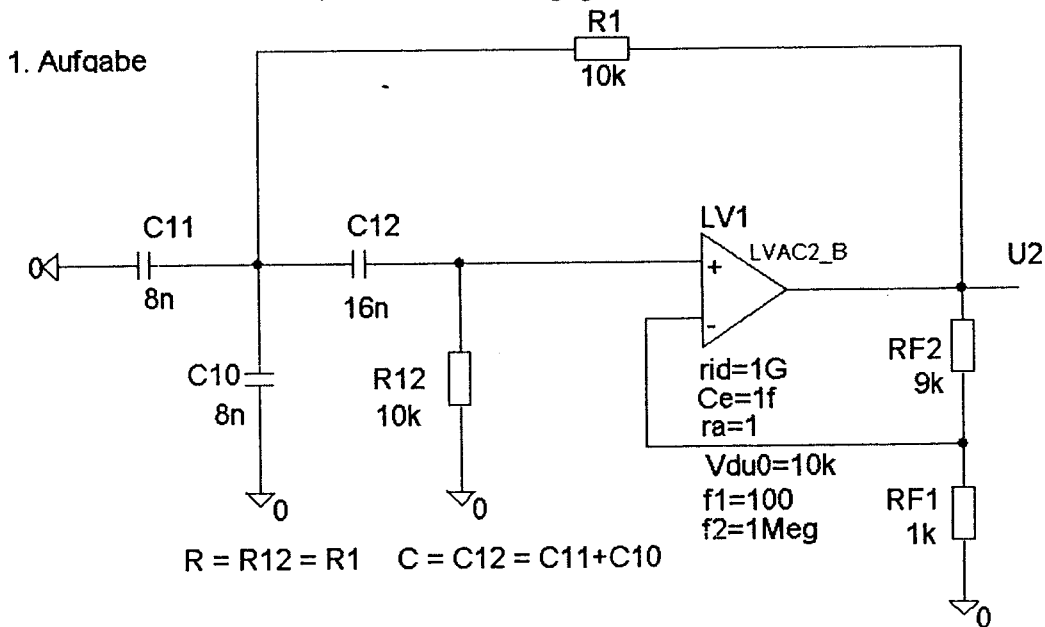 R1
10k
1. Aufgabe
C11
8n
C12
16n
0
C10
8n
R12
10k
0
0
LV1
LVAC2_B
+
-
U2
rid=1G
Ce=1f
ra=1
Vdu0=10k
f1=100
f2=1Meg
RF2
9k
RF1
1k
0
R = R12 = R1 C = C12 = C11+C10